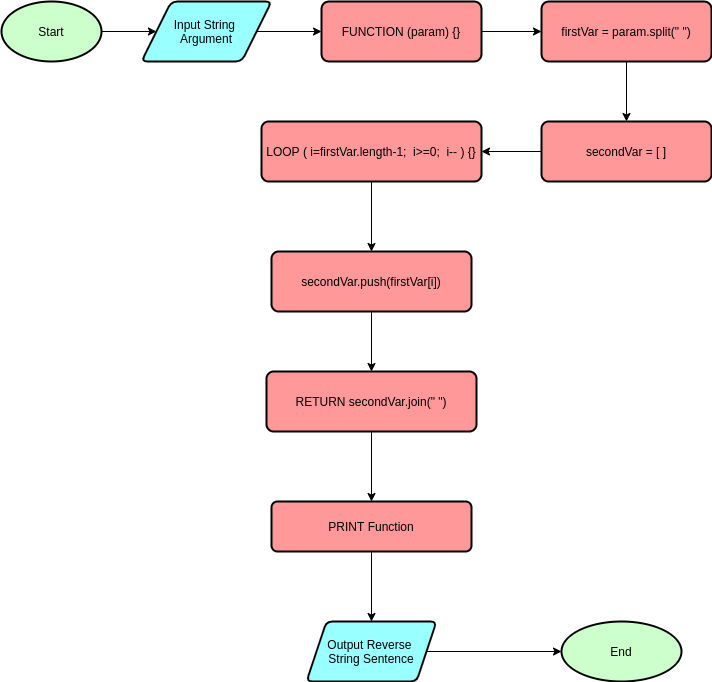 Start
Input String
Argument
FUNCTION (param) {}
firstVar = param.split(" ")
LOOP ( i=firstVar.length-1;  i>=0;  i-- ) {}
secondVar = [ ]
secondVar.push(firstVar[i])
RETURN secondVar.join(" ")
PRINT Function
Output Reverse
String Sentence
End